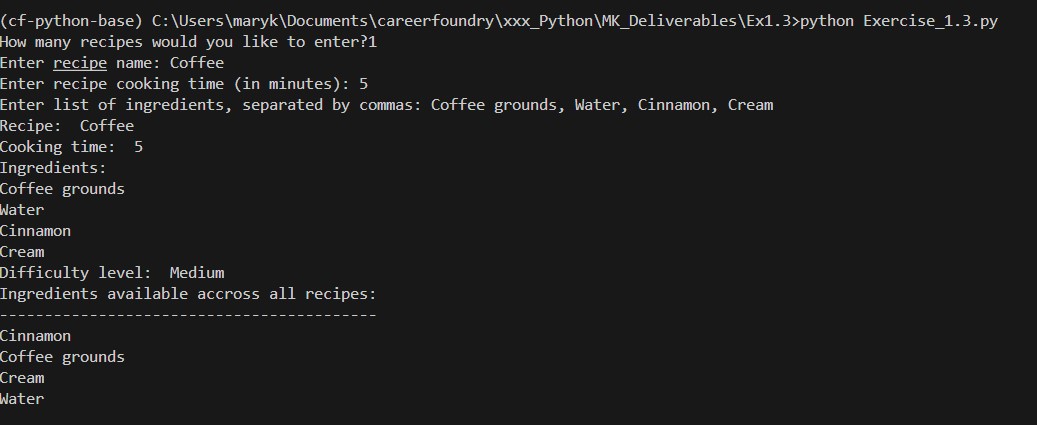 (cf-python-base) C:\Users\maryk\Documents\careerfoundry\xxx_Python\MK_Deliverables\Ex1.3>python Exercise_1.3.py
How many recipes would you like to enter?1
Enter recipe name: Coffee
Enter recipe cooking time (in minutes): 5
Enter list of ingredients, separated by commas: Coffee grounds, Water, Cinnamon, Cream
Recipe:  Coffee
Cooking time:  5
Ingredients:
Coffee grounds
Water
Cinnamon
Cream
Difficulty level:  Medium
Ingredients available accross all recipes:
------------------------------------------
Cinnamon
Coffee grounds
Cream
Water